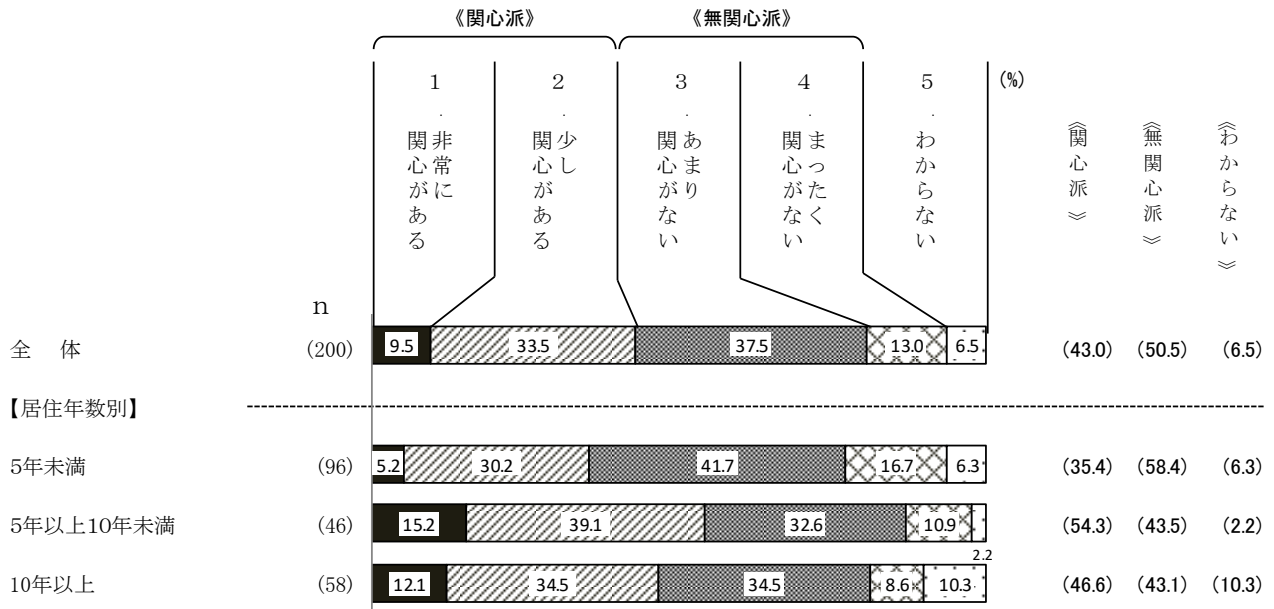 《関心派》 《無関心派》
1.非常に関心がある
2.少し関心がある
3.あまり関心がない
4.まったく関心がない
5.わからない
(%)
《関心派》
《無関心派》
《わからない》
n
全 体 (200) 9.5 33.5 37.5 13.0 6.5 (43.0) (50.5) (6.5)
【居住年数別】
5年未満 (96) 5.2 30.2 41.7 16.7 6.3 (35.4) (58.4) (6.3)
5年以上10年未満 (46) 15.2 39.1 32.6 10.9 2.2 (54.3) (43.5) (2.2)
10年以上 (58) 12.1 34.5 34.5 8.6 10.3 (46.6) (43.1) (10.3)